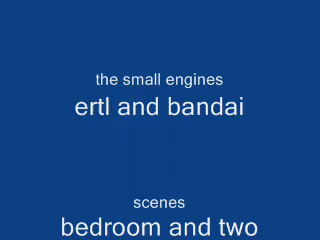 the small engines
ertl and bandai
scenes
bedroom and two